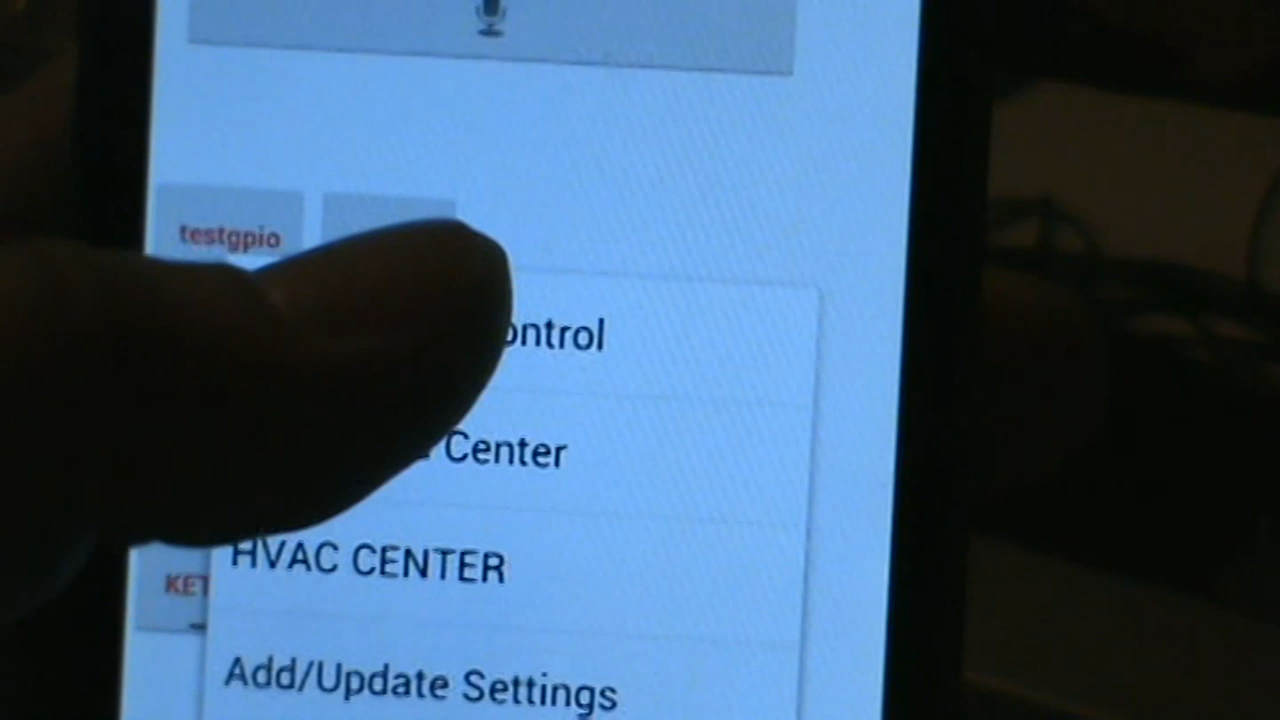 testgpio
ontrol
Center
HVAC CENTER
KET
Add/Update Settings